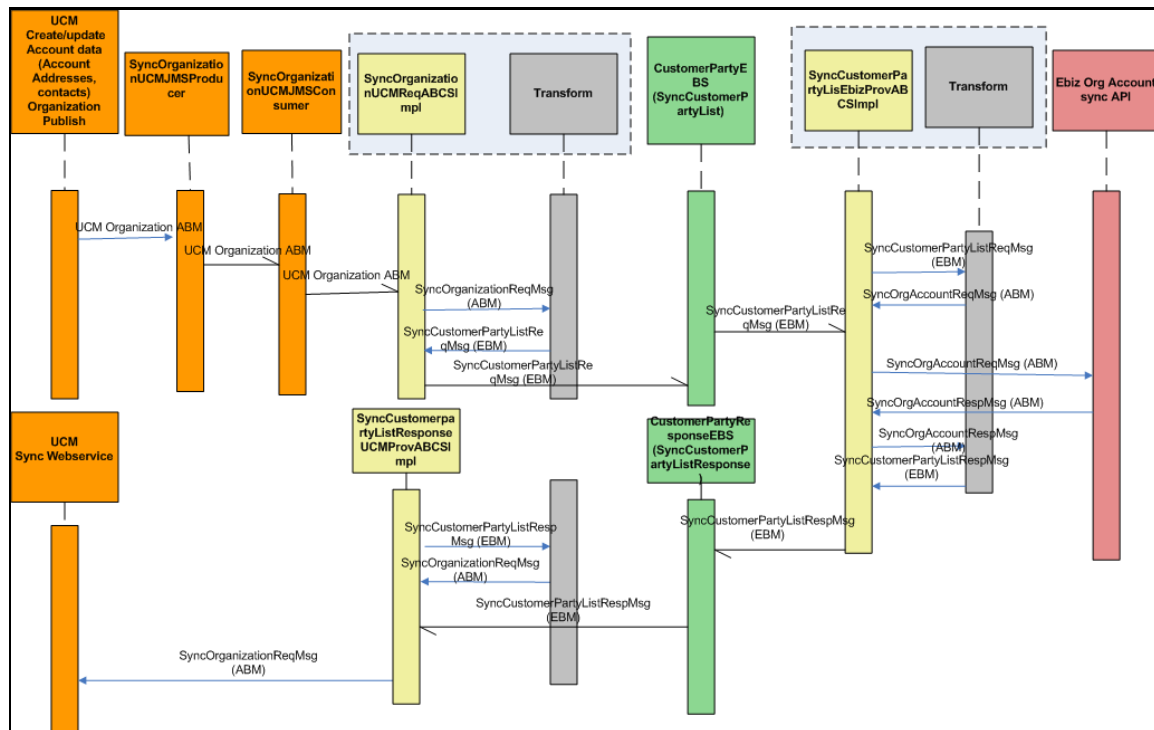 UCM
Create/update
Account data
(Account
Addresses,
contacts)
Organization
Publish
SyncOrganizatio
nUCMJMSProdu
cer
SyncOrganiz
ationUCMJMSCon
sumer
SyncOrganizatio
nUCMReqABCSI
mpl
Transform
CustomerPartyE
BS
(SyncCustomerP
artyList)
SyncCustomerPa
rtyLisEbizProvAB
CSImpl
Transform
Ebiz Org Account
sync API
UCM Organization ABM
UCM Organization ABM
UCM Organization ABM
SyncOrganizationReqMsg
(ABM)
SyncCustomerPartyListRe
qMsg (EBM)
SyncCustomerPartyListRe
qMsg (EBM)
SyncCustomerPartyListRe
qMsg (EBM)
SyncCustomerPartyListReqMsg
(EBM)
SyncOrgAccountReqMsg (ABM)
SyncOrgAccountReqMsg (ABM)
SyncOrgAccountRespMsg (ABM)
SyncOrgAccountRespMsg
(ABM)
SyncCustomerPartyListRespMsg
(EBM)
UCM
Sync Webservice
SyncCustomerp
artyListResponse
UCMProvABCSI
mpl
CustomerPartyRe
sponseEBS
(SyncCustomerP
artyListResponse
)
SyncCustomerPartyListRespMsg
(EBM)
SyncCustomerPartyListResp
Msg (EBM)
SyncOrganizationReqMsg
(ABM)
SyncCustomerPartyListRespMsg
(EBM)
SyncOrganizationReqMsg
(ABM)